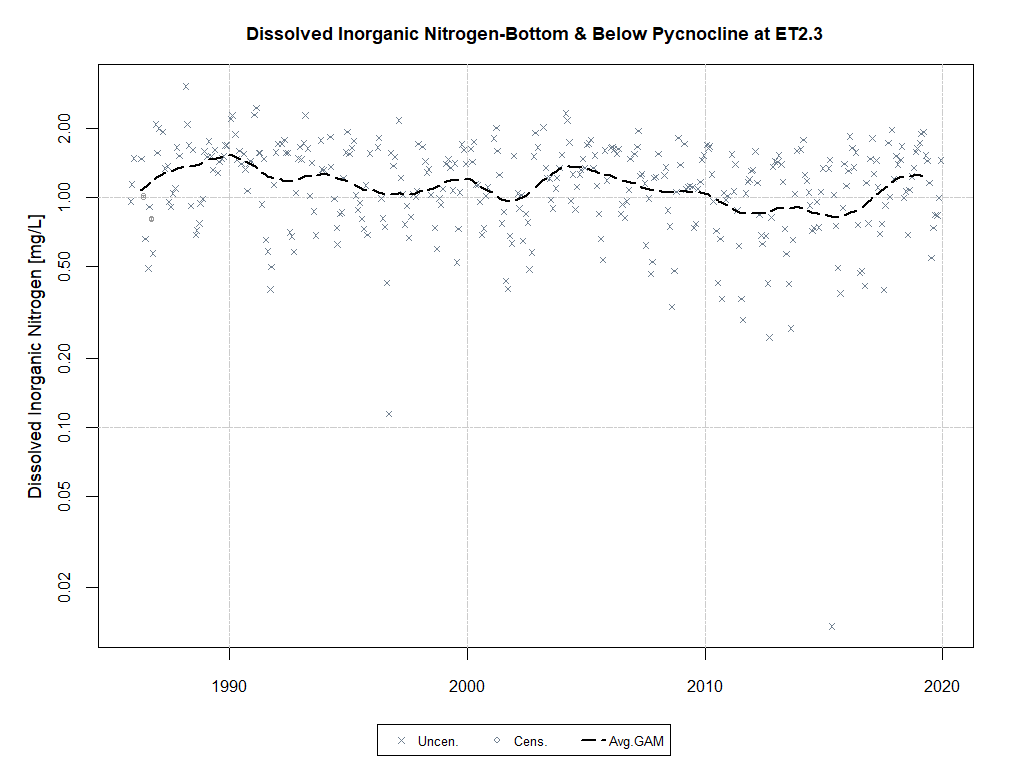 Dissolved Inorganic Nitrogen-Bottom & Below Pycnocline at ET2.3
Dissolved Inorganic Nitrogen [mg/L]
2.00
1.00
0.50
0.20
0.10
0.05
0.02
1990 2000 2010 2020
Uncen. Cens. Avg.GAM